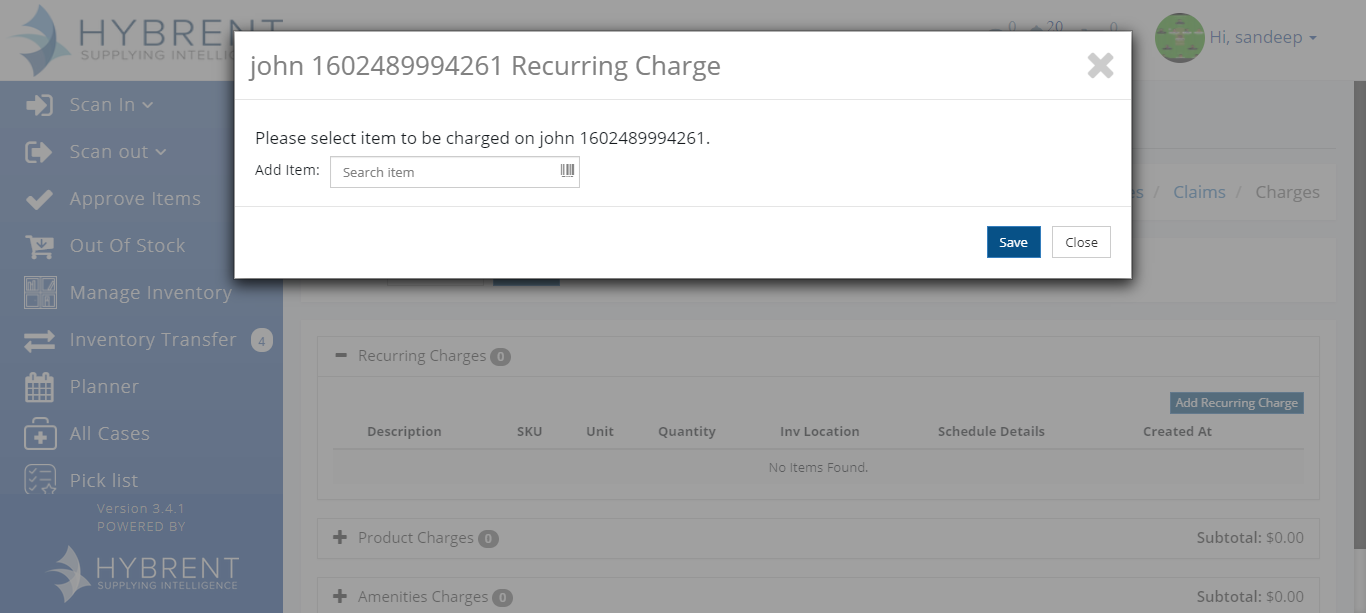 HYBRENT
SUPPLYING INTELLIG
0 20 0
Hi, sandeep
john 1602489994261 Recurring Charge
Please select item to be charged on john 1602489994261.
Add Item: Search item
Save Close
Scan In
Scan out
Approve Items
Out Of Stock
Manage Inventory
Inventory Transfer 4
Planner
All Cases
Pick list
Version 3.4.1
POWERED BY
HYBRENT
SUPPLYING INTELLIGENCE
/ Claims / Charges
Recurring Charges 0
Add Recurring Charge
Description SKU Unit Quantity Inv Location Schedule Details Created At
No Items Found.
Product Charges 0 Subtotal: $0.00
Amenities Charges 0 Subtotal: $0.00